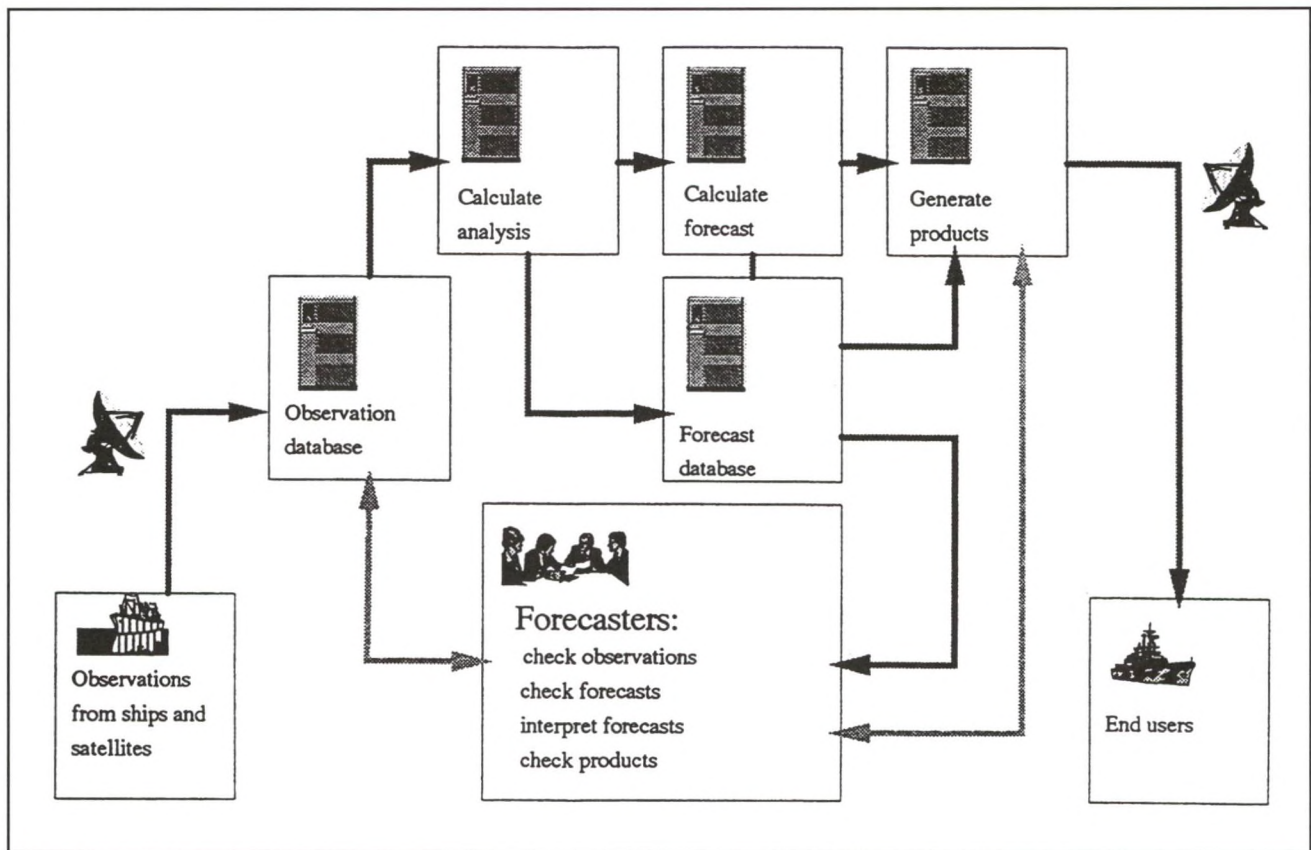 Calculate
analysis
Calculate
forecast
Generate
products
Observation
database
Forecast
database
Forecasters:
check observations
check forecasts
interpret forecasts
check products
Observations
from ships and
satellites
End users